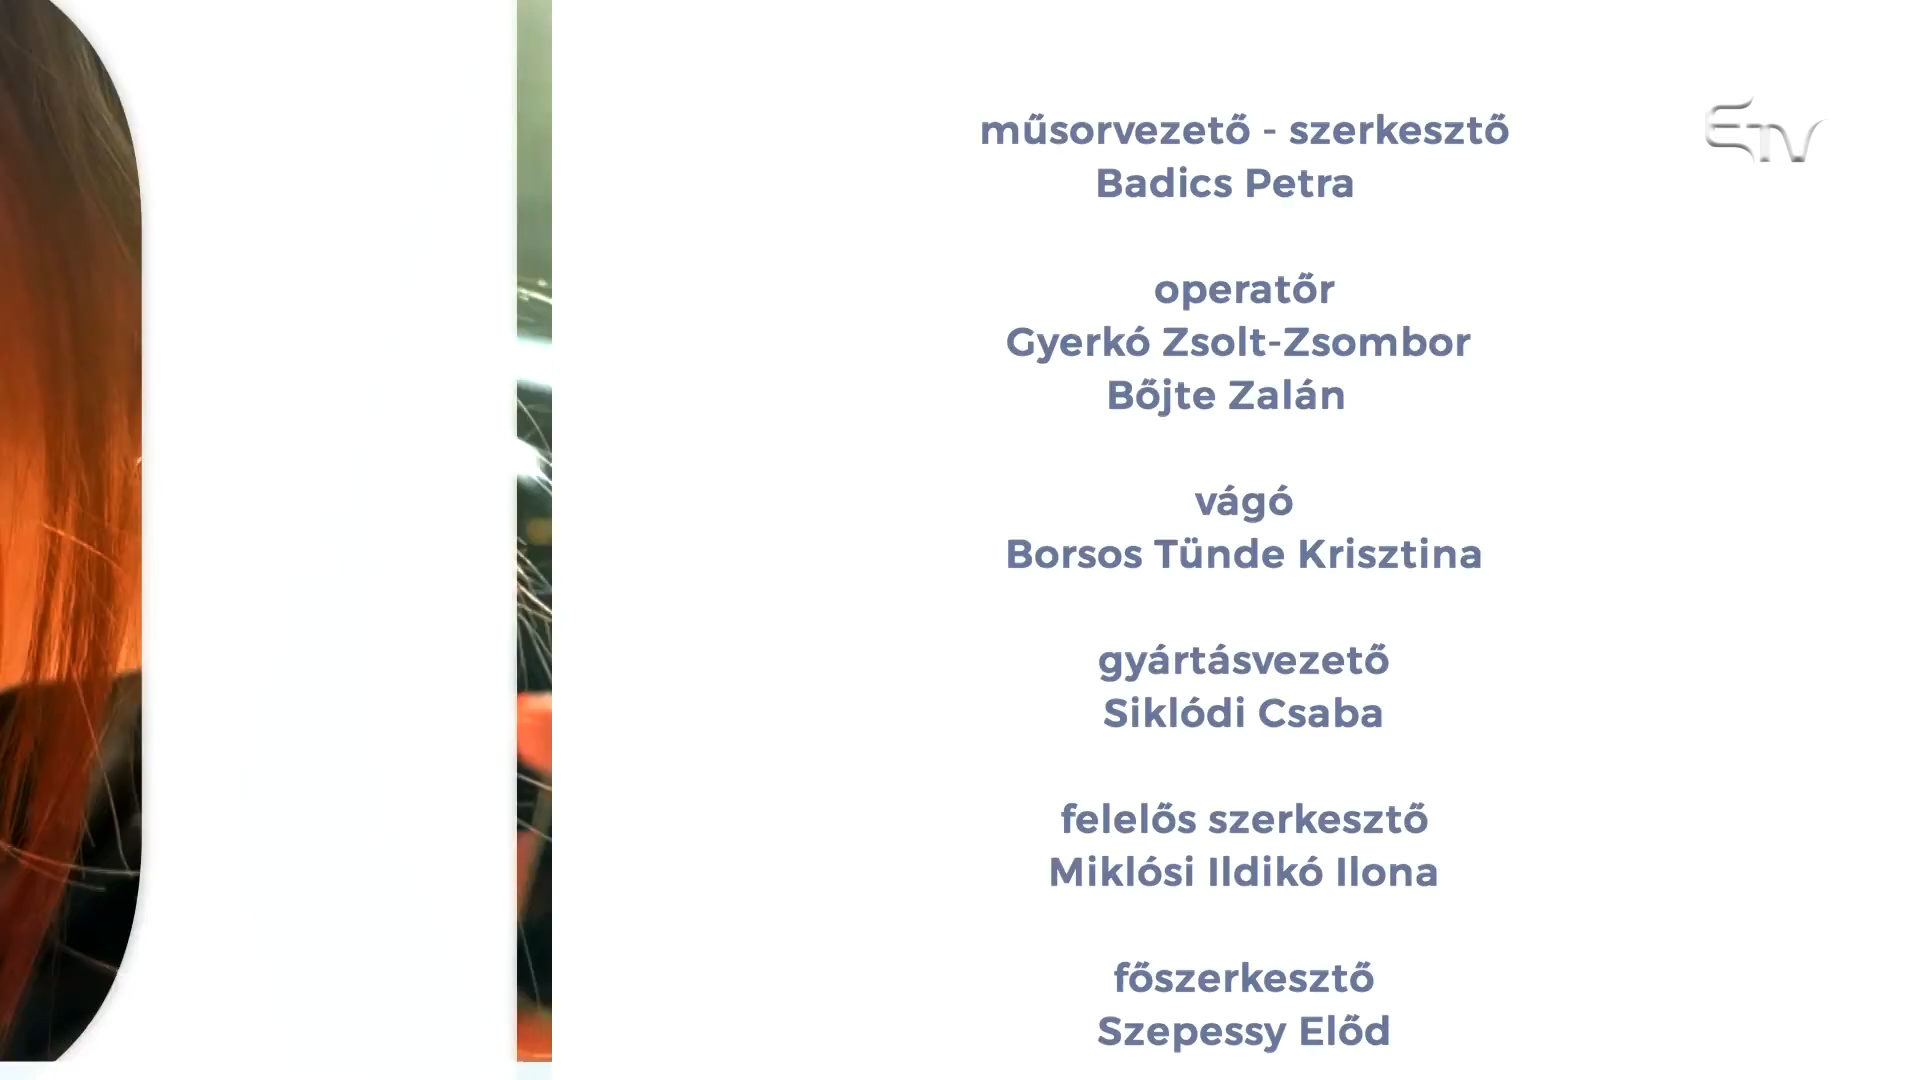 műsorvezető - szerkesztő
Badics Petra
operatőr
Gyerkó Zsolt-Zsombor
Bőjte Zalán
vágó
Borsos Tünde Krisztina
gyártásvezető
Siklódi Csaba
felelős szerkesztő
Miklósi Ildikó Ilona
főszerkesztő
Szepessy Előd
ETV